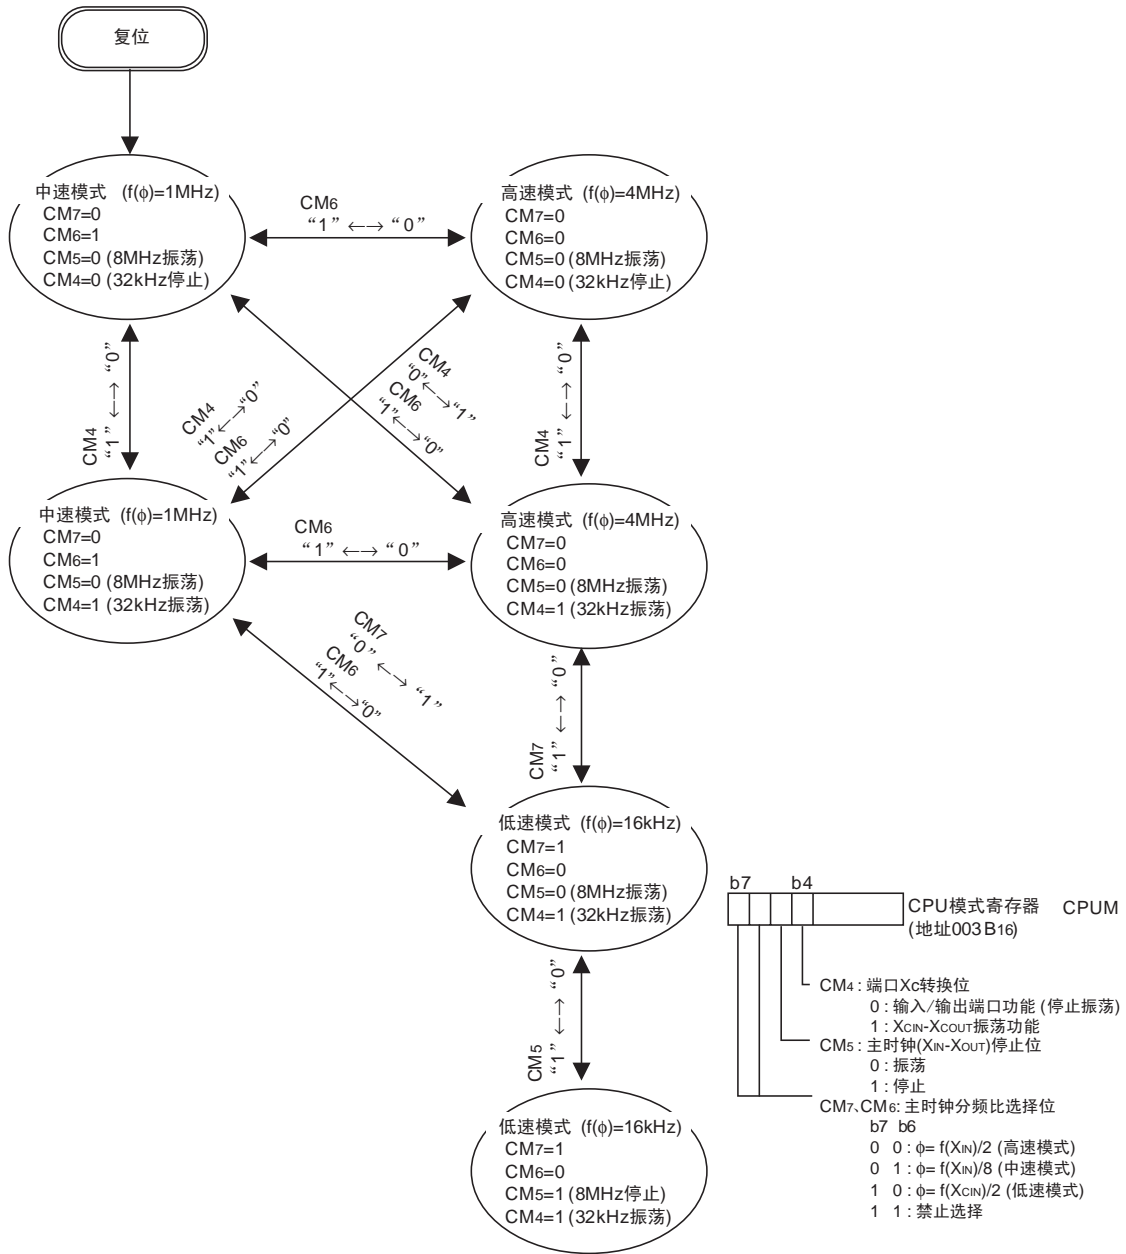 复位
中速模式 (f(φ)=1MHz)
CM7=0
CM6=1
CM5=0 (8MHz振荡)
CM4=0 (32kHz停止)
CM6
“1” ←→ “0”
高速模式 (f(φ)=4MHz)
CM7=0
CM6=0
CM5=0 (8MHz振荡)
CM4=0 (32kHz停止)
CM4
“1” ←→ “0”
CM4
“1”←→“0”
CM6
“1”←→“0”
CM4
“0”←→“1”
CM6
“1”←→“0”
CM4
“1” ←→ “0”
中速模式 (f(φ)=1MHz)
CM7=0
CM6=1
CM5=0 (8MHz振荡)
CM4=1 (32kHz振荡)
CM6
“1” ←→ “0”
高速模式 (f(φ)=4MHz)
CM7=0
CM6=0
CM5=0 (8MHz振荡)
CM4=1 (32kHz振荡)
CM7
“0” ←→ “1”
CM6
“1”←→“0”
CM7
“1” ←→ “0”
低速模式 (f(φ)=16kHz)
CM7=1
CM6=0
CM5=0 (8MHz振荡)
CM4=1 (32kHz振荡)
CM5
“1” ←→ “0”
低速模式 (f(φ)=16kHz)
CM7=1
CM6=0
CM5=1 (8MHz停止)
CM4=1 (32kHz振荡)
b7 b4
CPU模式寄存器 CPUM
(地址003B16)
CM4 : 端口Xc转换位
0 : 输入/输出端口功能 (停止振荡)
1 : XCIN-XCOUT振荡功能
CM5 : 主时钟(XIN-XOUT)停止位
0 : 振荡
1 : 停止
CM7、CM6: 主时钟分频比选择位
b7 b6
0 0 : φ= f(XIN)/2 (高速模式)
0 1 : φ= f(XIN)/8 (中速模式)
1 0 : φ= f(XCIN)/2 (低速模式)
1 1 : 禁止选择